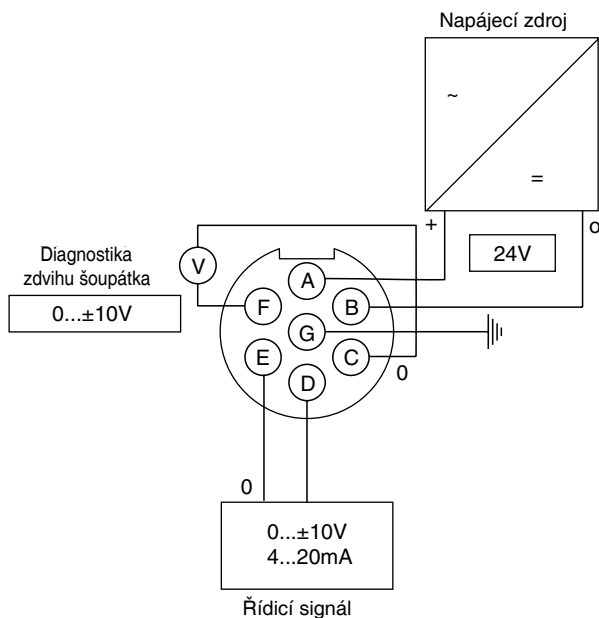 Napájecí zdroj
~
=
+
o
24V
Diagnostika
zdvihu šoupátka
0...±10V
V
A
F
B
G
E
C
D
0
0
0...±10V
4...20mA
Řídicí signál